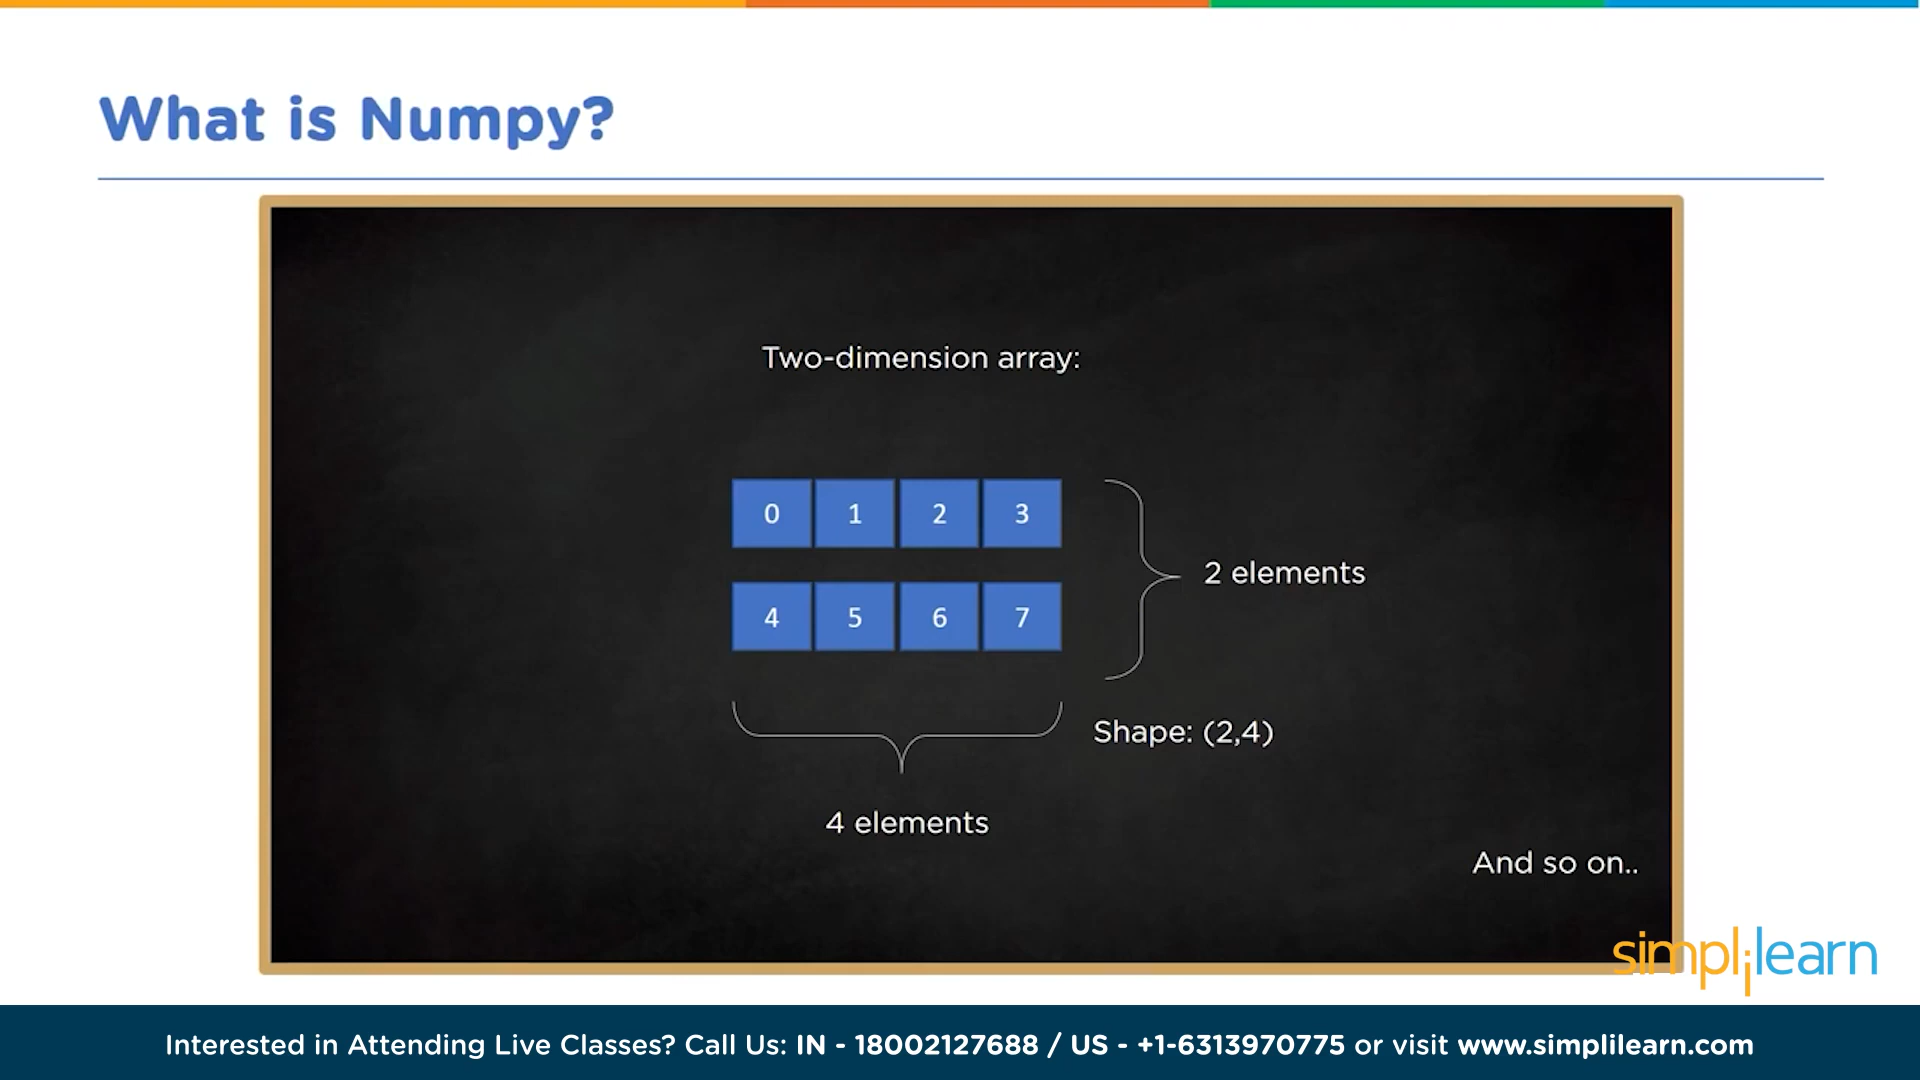 What is Numpy?
Two-dimension array:
0 1 2 3
2 elements
4 5 6 7
Shape: (2,4)
4 elements
And so on..
simplilearn
Interested in Attending Live Classes? Call Us: IN - 18002127688 / US - +1-6313970775 or visit www.simplilearn.com